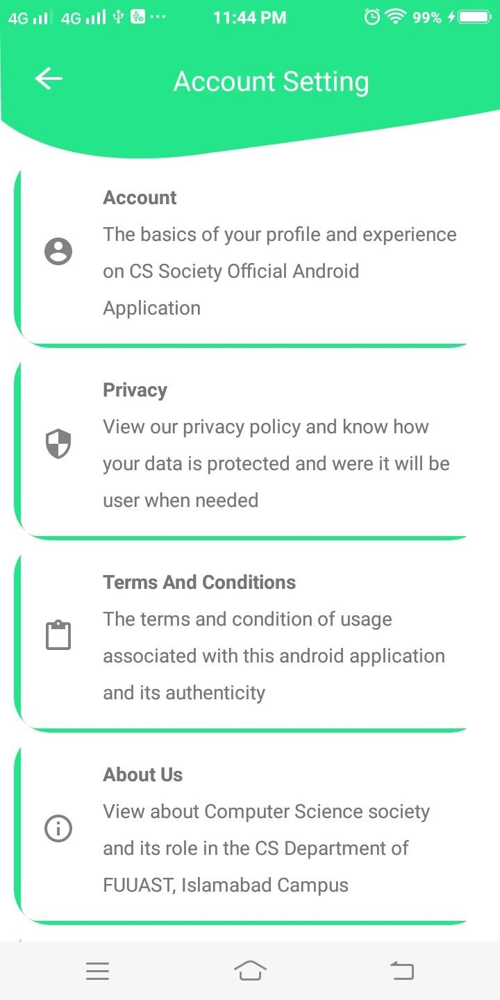 4G 4G 11:44 PM 99%
Account Setting
Account
The basics of your profile and experience
on CS Society Official Android
Application
Privacy
View our privacy policy and know how
your data is protected and were it will be
user when needed
Terms And Conditions
The terms and condition of usage
associated with this android application
and its authenticity
About Us
View about Computer Science society
and its role in the CS Department of
FUUAST, Islamabad Campus